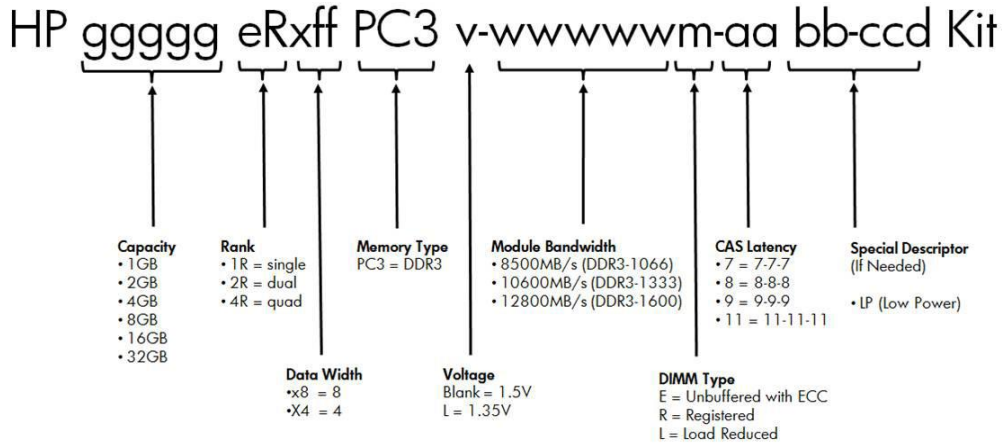 HP ggggg eRxff PC3 v-wwwwwm-aa bb-ccd Kit
Capacity
• 1GB
• 2GB
• 4GB
• 8GB
• 16GB
• 32GB
Rank
• 1R = single
• 2R = dual
• 4R = quad
Memory Type
PC3 = DDR3
Module Bandwidth
• 8500MB/s (DDR3-1066)
• 10600MB/s (DDR3-1333)
• 12800MB/s (DDR3-1600)
CAS Latency
• 7 = 7-7-7
• 8 = 8-8-8
• 9 = 9-9-9
• 11 = 11-11-11
Special Descriptor
(If Needed)
• LP (Low Power)
Data Width
•x8 = 8
•X4 = 4
Voltage
Blank = 1.5V
L = 1.35V
DIMM Type
E = Unbuffered with ECC
R = Registered
L = Load Reduced